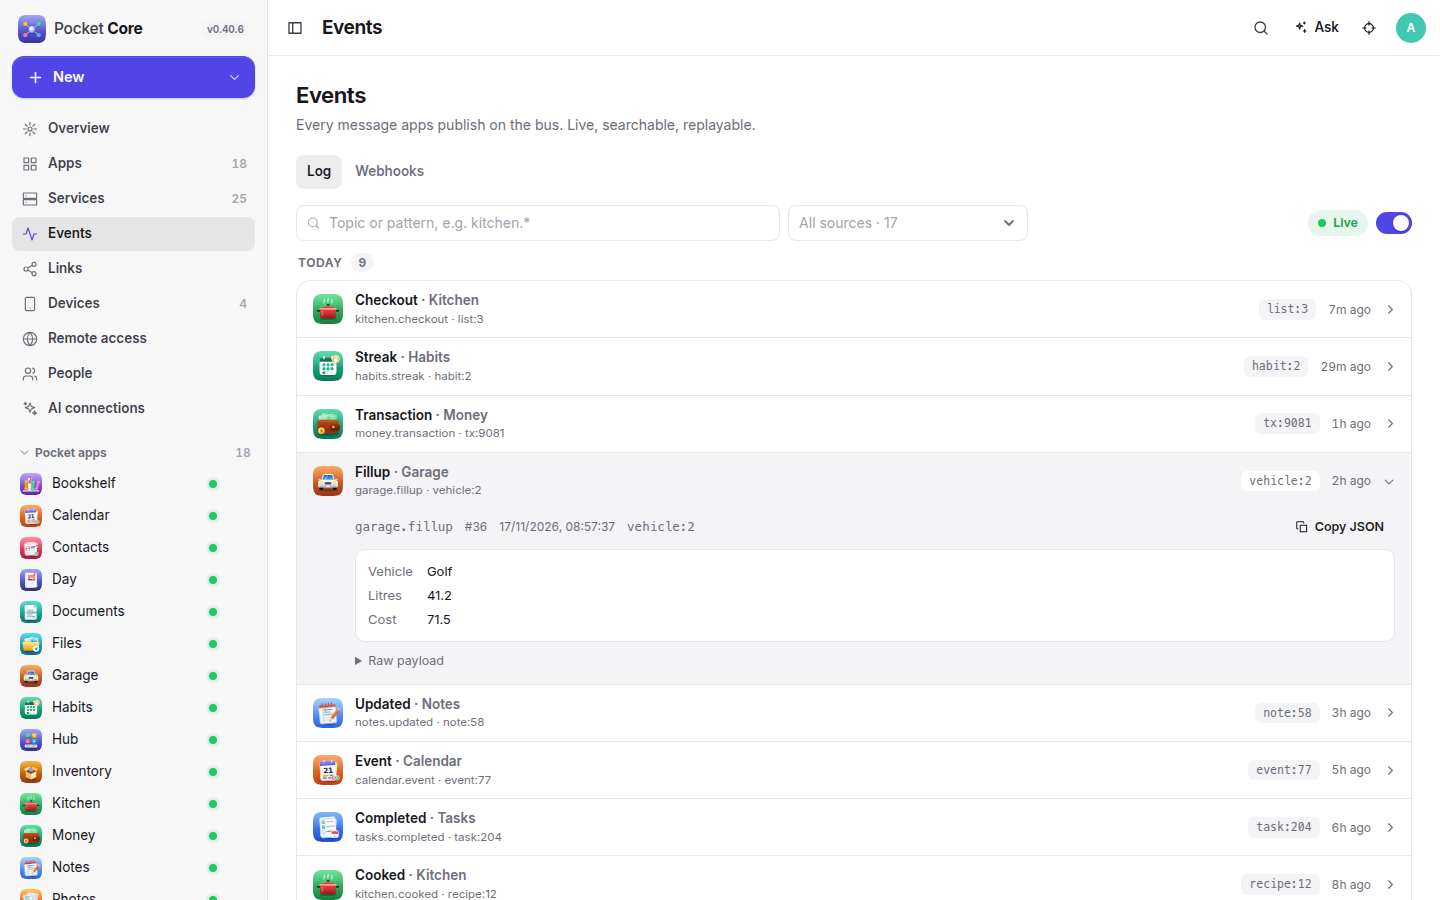 Pocket Core v0.40.6
New
Overview
Apps 18
Services 25
Events
Links
Devices 4
Remote access
People
AI connections
Pocket apps 18
Bookshelf
Calendar
Contacts
Day
Documents
Files
Garage
Habits
Hub
Inventory
Kitchen
Money
Notes
Photos
Events
Ask
A
Events
Every message apps publish on the bus. Live, searchable, replayable.
Log Webhooks
Topic or pattern, e.g. kitchen.*
All sources · 17
Live
TODAY 9
Checkout · Kitchen
kitchen.checkout · list:3
list:3 7m ago
Streak · Habits
habits.streak · habit:2
habit:2 29m ago
Transaction · Money
money.transaction · tx:9081
tx:9081 1h ago
Fillup · Garage
garage.fillup · vehicle:2
vehicle:2 2h ago
garage.fillup #36 17/11/2026, 08:57:37 vehicle:2
Copy JSON
Vehicle Golf
Litres 41.2
Cost 71.5
Raw payload
Updated · Notes
notes.updated · note:58
note:58 3h ago
Event · Calendar
calendar.event · event:77
event:77 5h ago
Completed · Tasks
tasks.completed · task:204
task:204 6h ago
Cooked · Kitchen
kitchen.cooked · recipe:12
recipe:12 8h ago